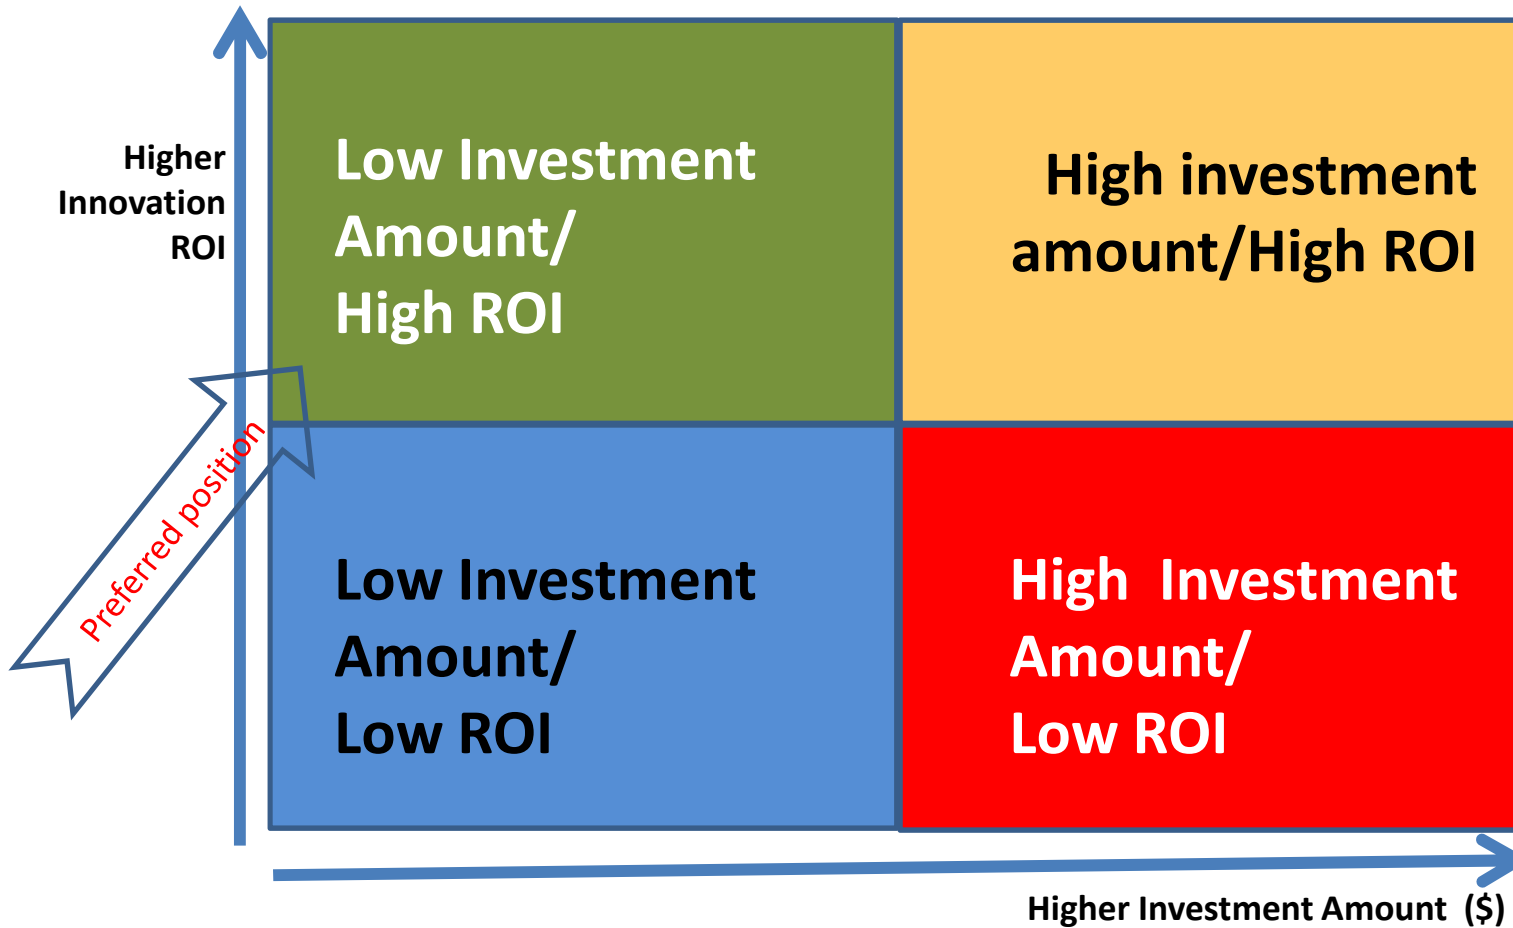 Higher
Innovation
ROI
Low Investment
Amount/
High ROI
High investment
amount/High ROI
Preferred position
Low Investment
Amount/
Low ROI
High  Investment
Amount/
Low ROI
Higher Investment Amount  ($)